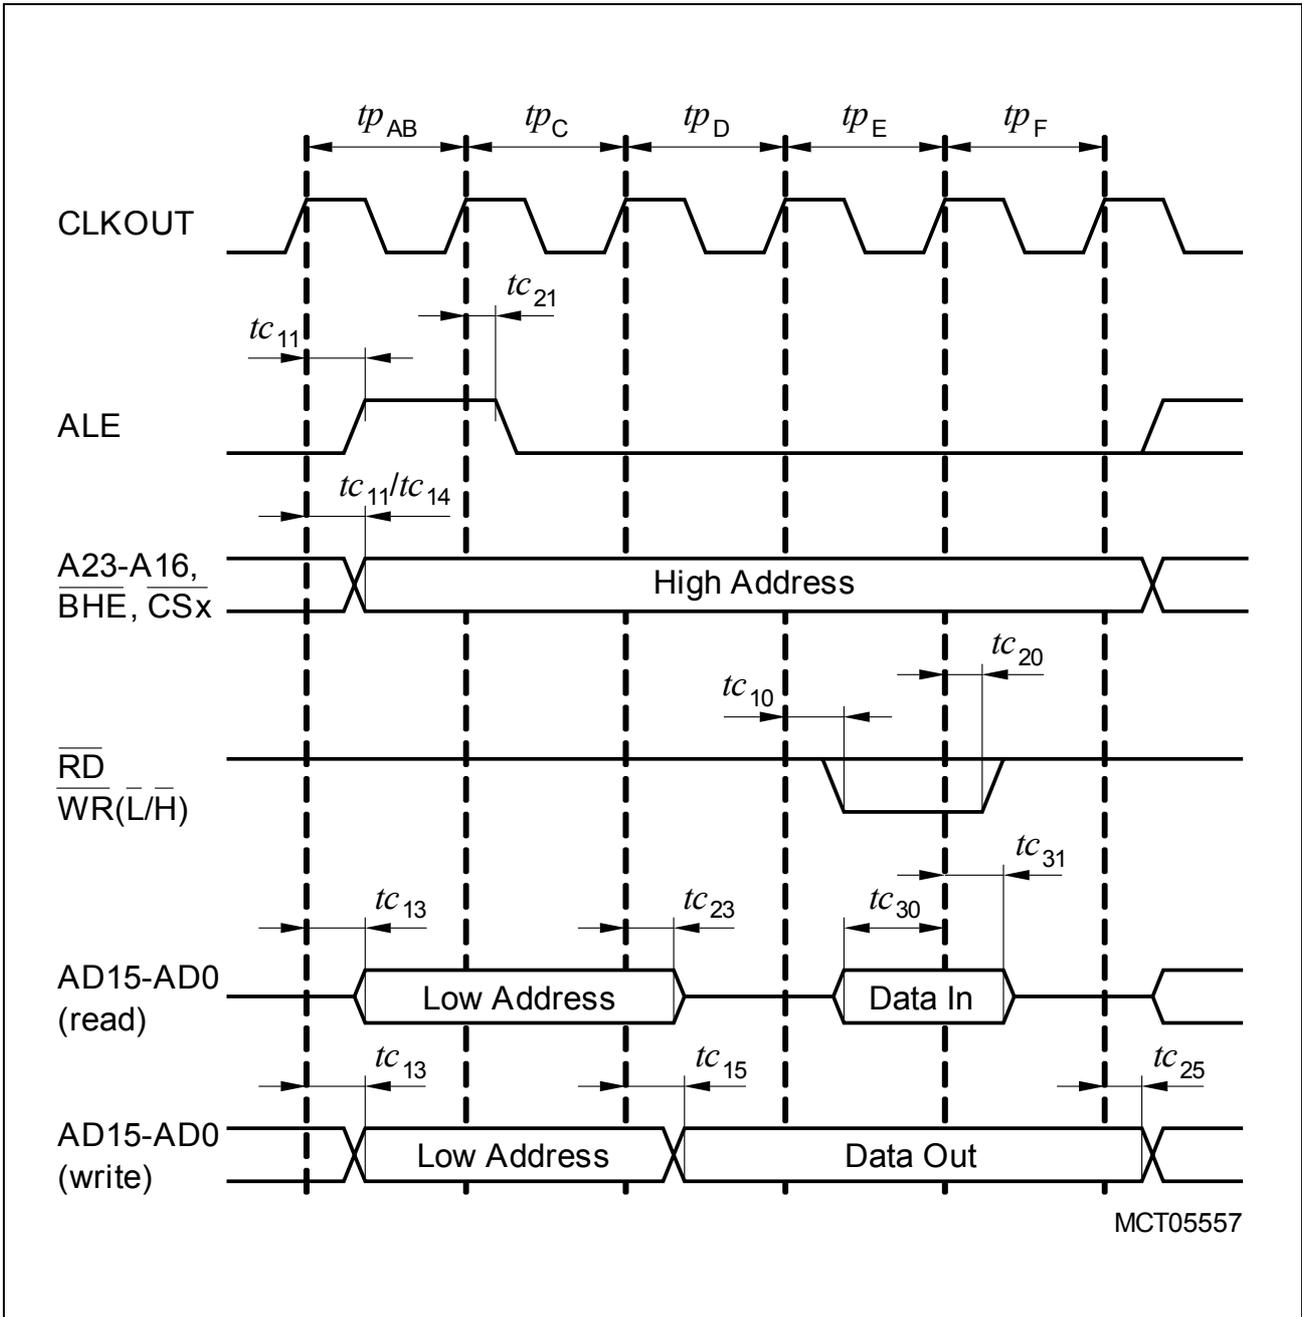 tpAB tpC tpD tpE tpF
CLKOUT
tc21
tc11
ALE
tc11/tc14
A23-A16,
BHE, CSx
High Address
tc20
tc10
RD
WR(L/H)
tc31
tc13 tc23 tc30
AD15-AD0
(read)
Low Address Data In
tc13 tc15 tc25
AD15-AD0
(write)
Low Address Data Out
MCT05557